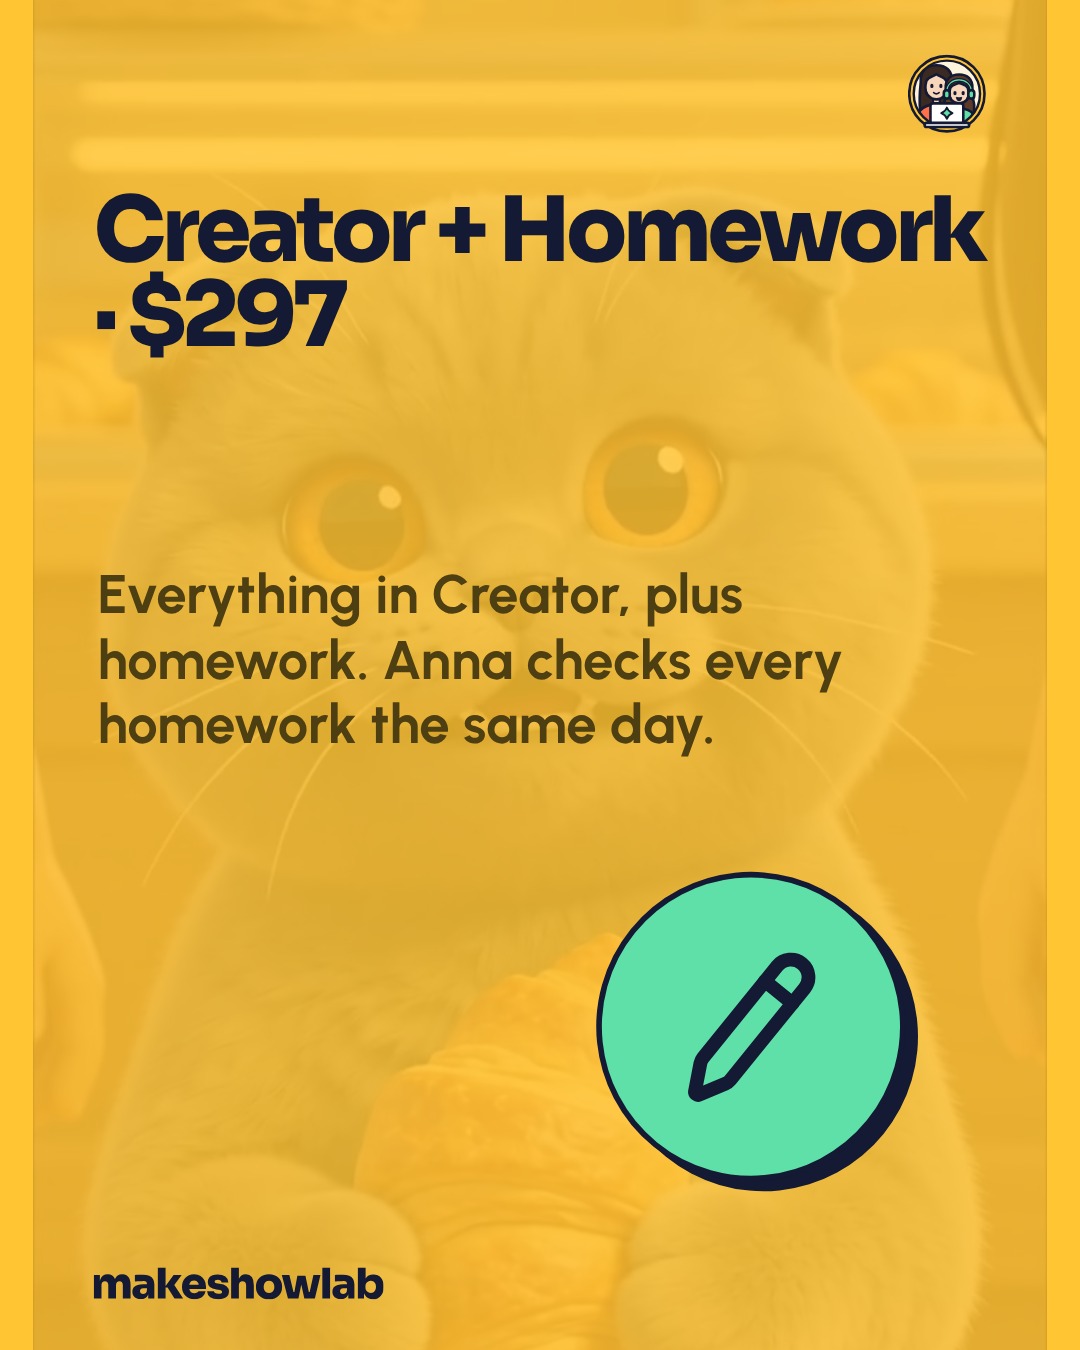 Creator + Homework
· $297
Everything in Creator, plus
homework. Anna checks every
homework the same day.
makeshowlab